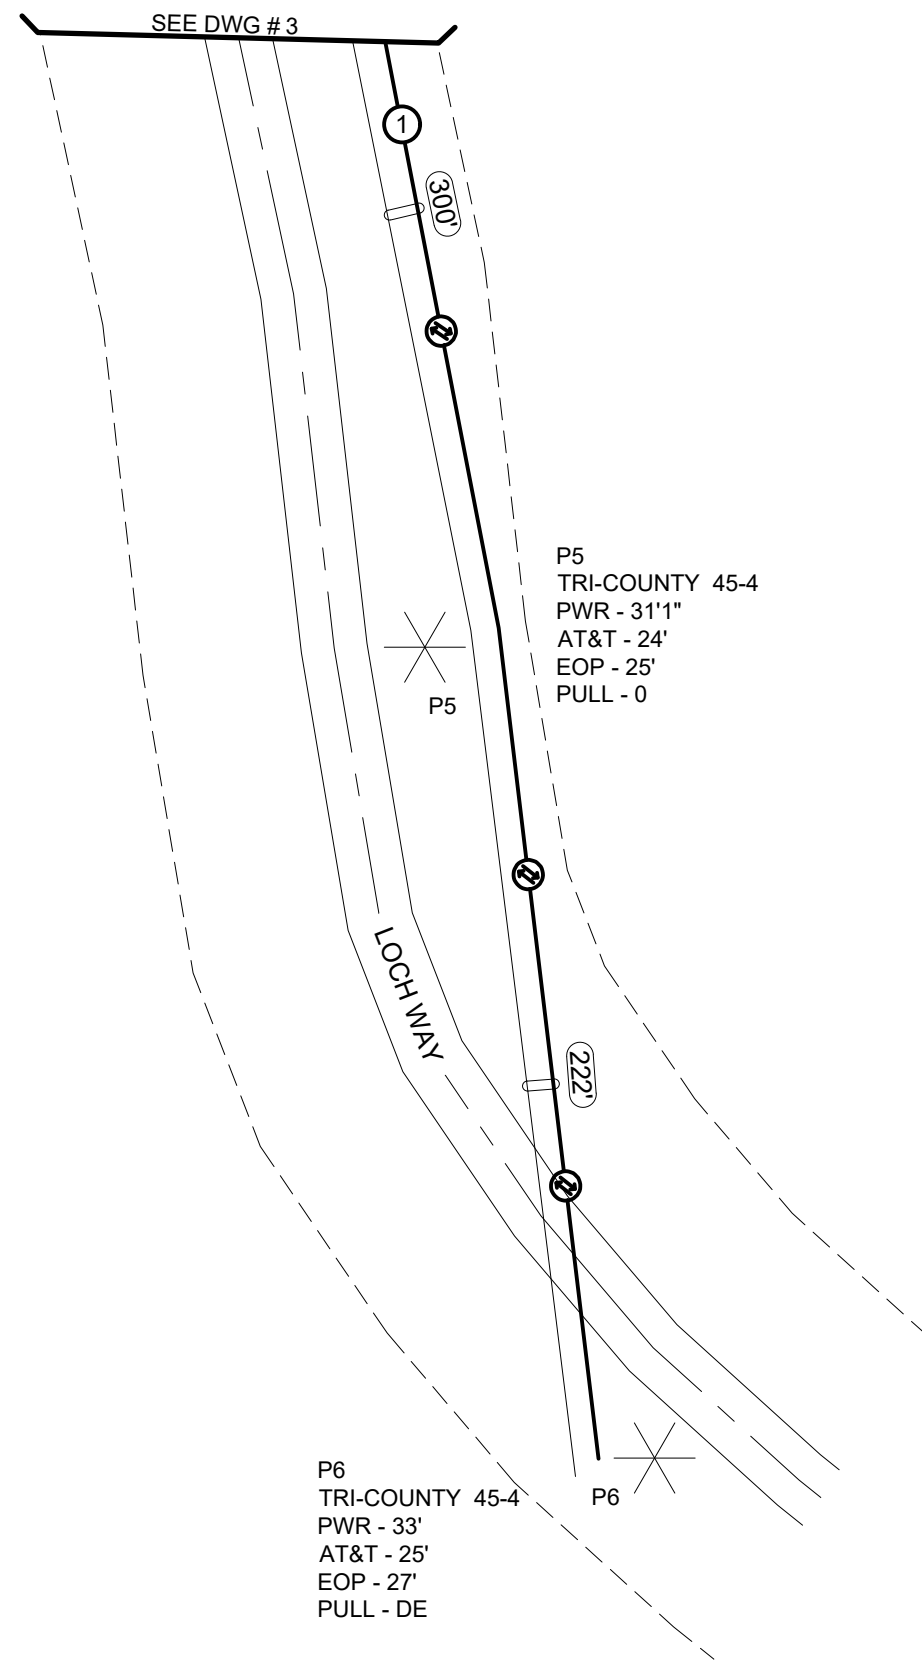 SEE DWG # 3
1
300'
P5
TRI-COUNTY 45-4
PWR - 31'1"
AT&T - 24'
EOP - 25'
PULL - 0
P5
LOCH WAY
222'
P6
TRI-COUNTY 45-4
PWR - 33'
AT&T - 25'
EOP - 27'
PULL - DE
P6